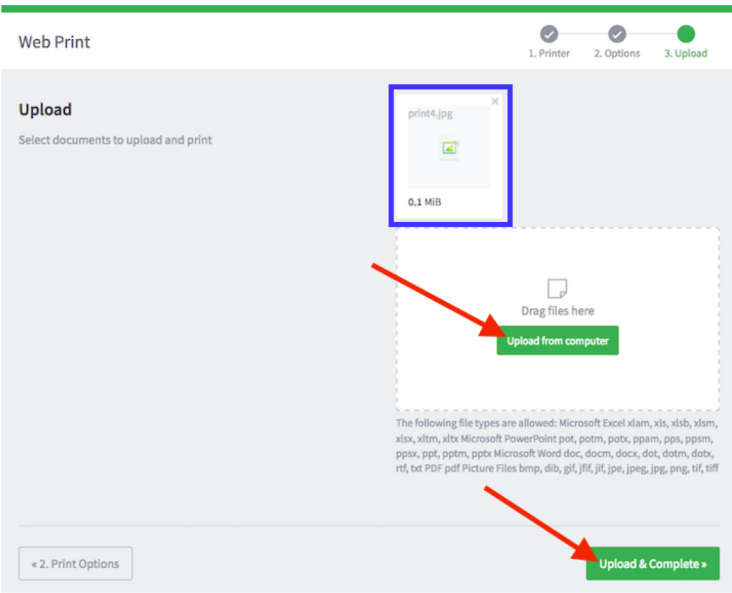 Web Print
1. Printer
2. Options
3. Upload
Upload
Select documents to upload and print
print4.jpg
×
0.1 MiB
Drag files here
Upload from computer
The following file types are allowed: Microsoft Excel xlam, xls, xlsb, xlsm,
xlsx, xltm, xltx Microsoft PowerPoint pot, potm, potx, ppam, pps, ppsm,
ppsx, ppt, pptm, pptx Microsoft Word doc, docm, docx, dot, dotm, dotx,
rtf, txt PDF pdf Picture Files bmp, dib, gif, jfif, jif, jpe, jpeg, jpg, png, tif, tiff
« 2. Print Options
Upload & Complete »